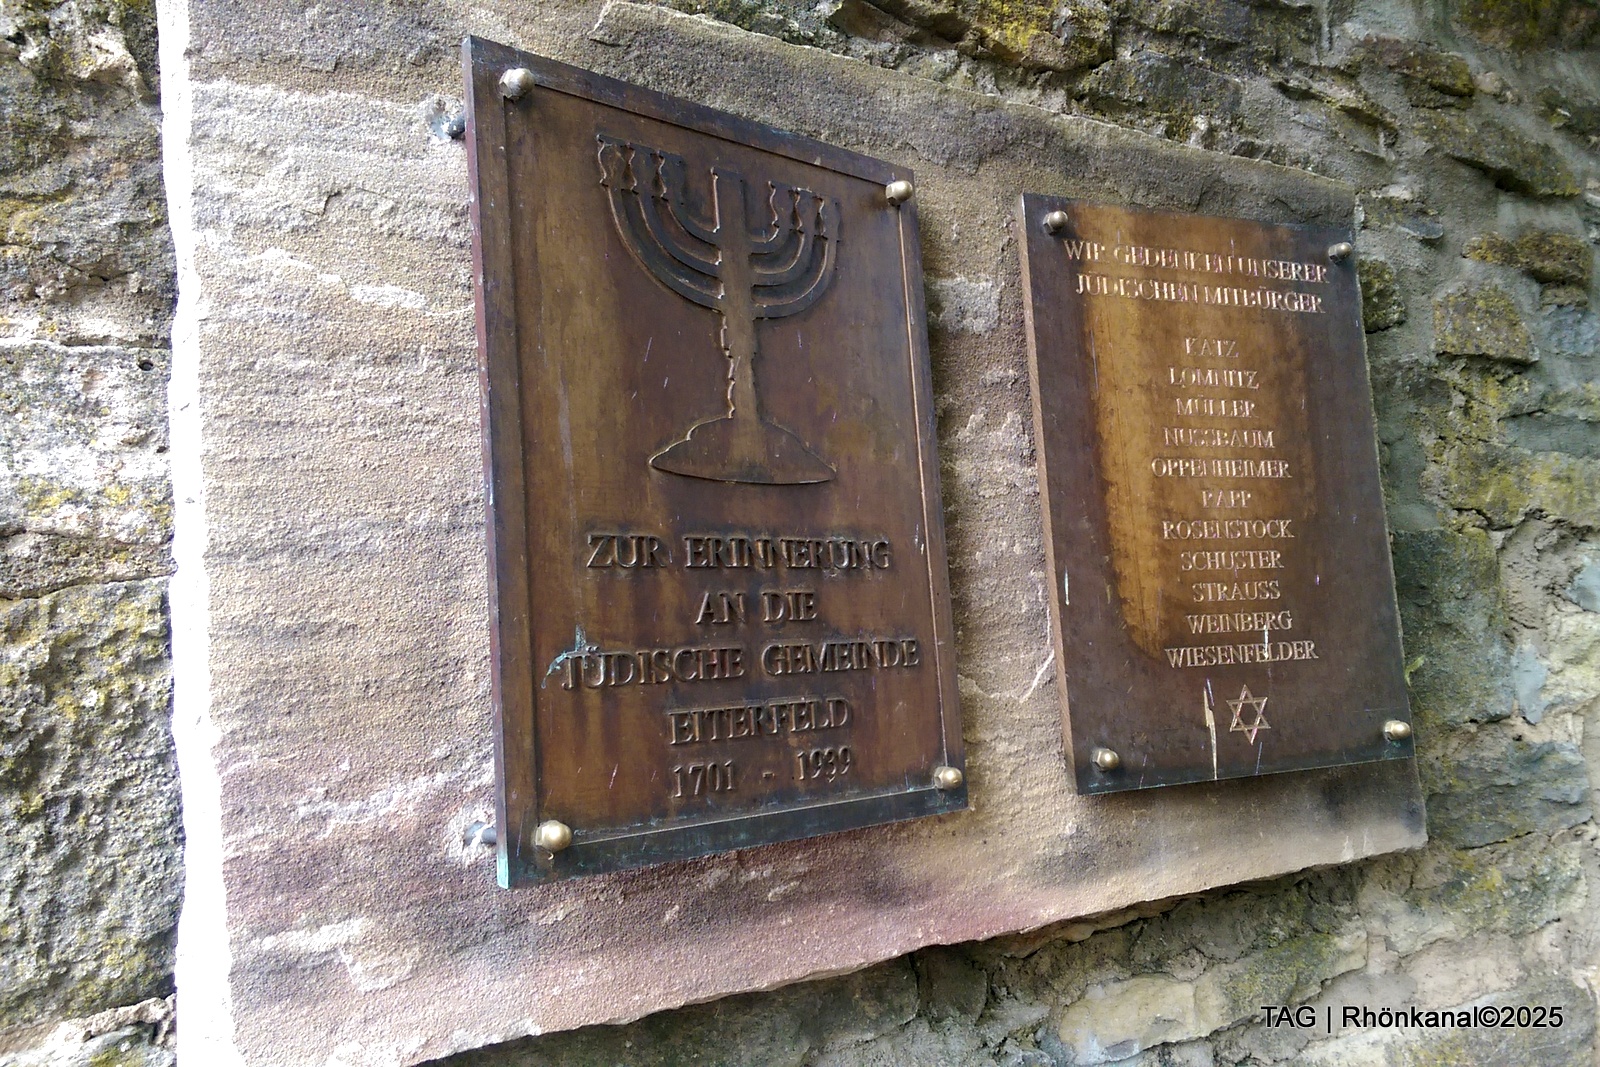 ZUR ERINNERUNG
AN DIE
JÜDISCHE GEMEINDE
EITERFELD
1701 - 1939
WIR GEDENKEN UNSERER
JÜDISCHEN MITBÜRGER
KATZ
LOMNITZ
MÜLLER
NUSSBAUM
OPPENHEIMER
RAPP
ROSENSTOCK
SCHUSTER
STRAUSS
WEINBERG
WIESENFELDER
TAG | Rhönkanal©2025